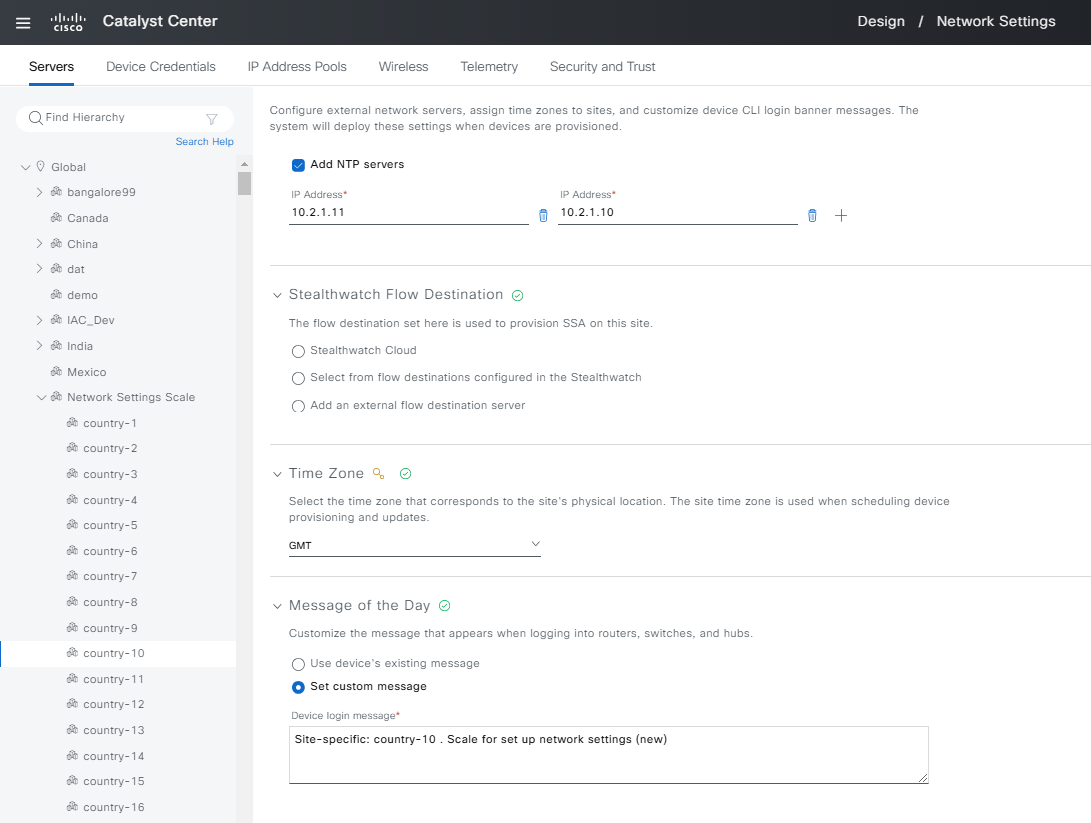 CISCO
Catalyst Center
Design / Network Settings
Servers
Device Credentials
IP Address Pools
Wireless
Telemetry
Security and Trust
Find Hierarchy
Search Help
Global
bangalore99
Canada
China
dat
demo
IAC_Dev
India
Mexico
Network Settings Scale
country-1
country-2
country-3
country-4
country-5
country-6
country-7
country-8
country-9
country-10
country-11
country-12
country-13
country-14
country-15
country-16
Configure external network servers, assign time zones to sites, and customize device CLI login banner messages. The
system will deploy these settings when devices are provisioned.
Add NTP servers
IP Address*
10.2.1.11
IP Address*
10.2.1.10
Stealthwatch Flow Destination
The flow destination set here is used to provision SSA on this site.
Stealthwatch Cloud
Select from flow destinations configured in the Stealthwatch
Add an external flow destination server
Time Zone
Select the time zone that corresponds to the site's physical location. The site time zone is used when scheduling device
provisioning and updates.
GMT
Message of the Day
Customize the message that appears when logging into routers, switches, and hubs.
Use device's existing message
Set custom message
Device login message*
Site-specific: country-10 . Scale for set up network settings (new)